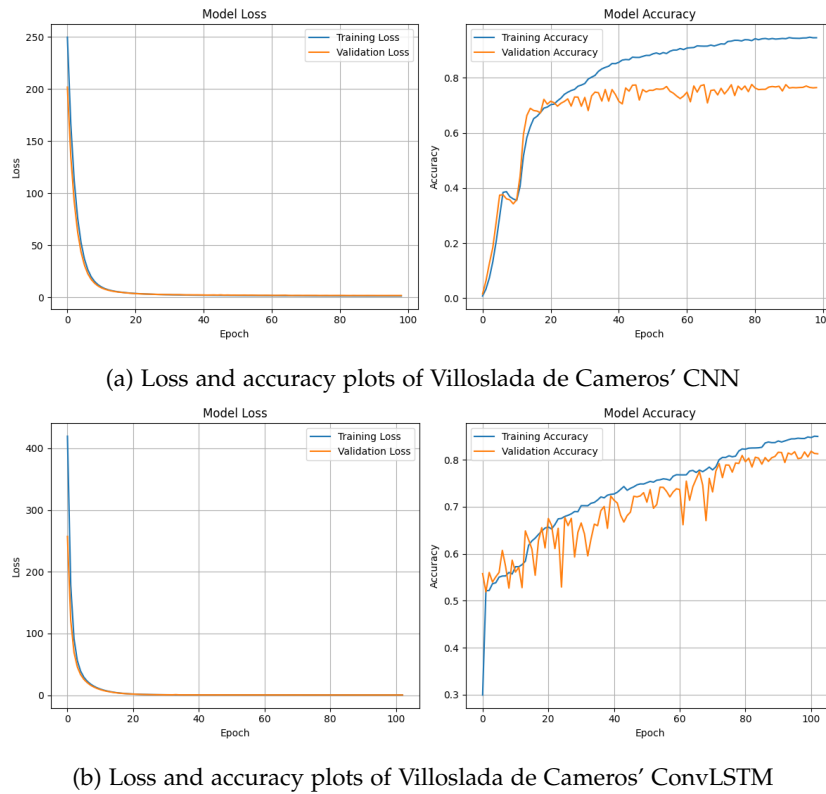 Model Loss
Training Loss
Validation Loss
250
200
150
100
50
0
Loss
0 20 40 60 80 100
Epoch
Model Accuracy
Training Accuracy
Validation Accuracy
0.8
0.6
0.4
0.2
0.0
Accuracy
0 20 40 60 80 100
Epoch
(a) Loss and accuracy plots of Villoslada de Cameros’ CNN
Model Loss
Training Loss
Validation Loss
400
300
200
100
0
Loss
0 20 40 60 80 100
Epoch
Model Accuracy
Training Accuracy
Validation Accuracy
0.8
0.7
0.6
0.5
0.4
0.3
Accuracy
0 20 40 60 80 100
Epoch
(b) Loss and accuracy plots of Villoslada de Cameros’ ConvLSTM